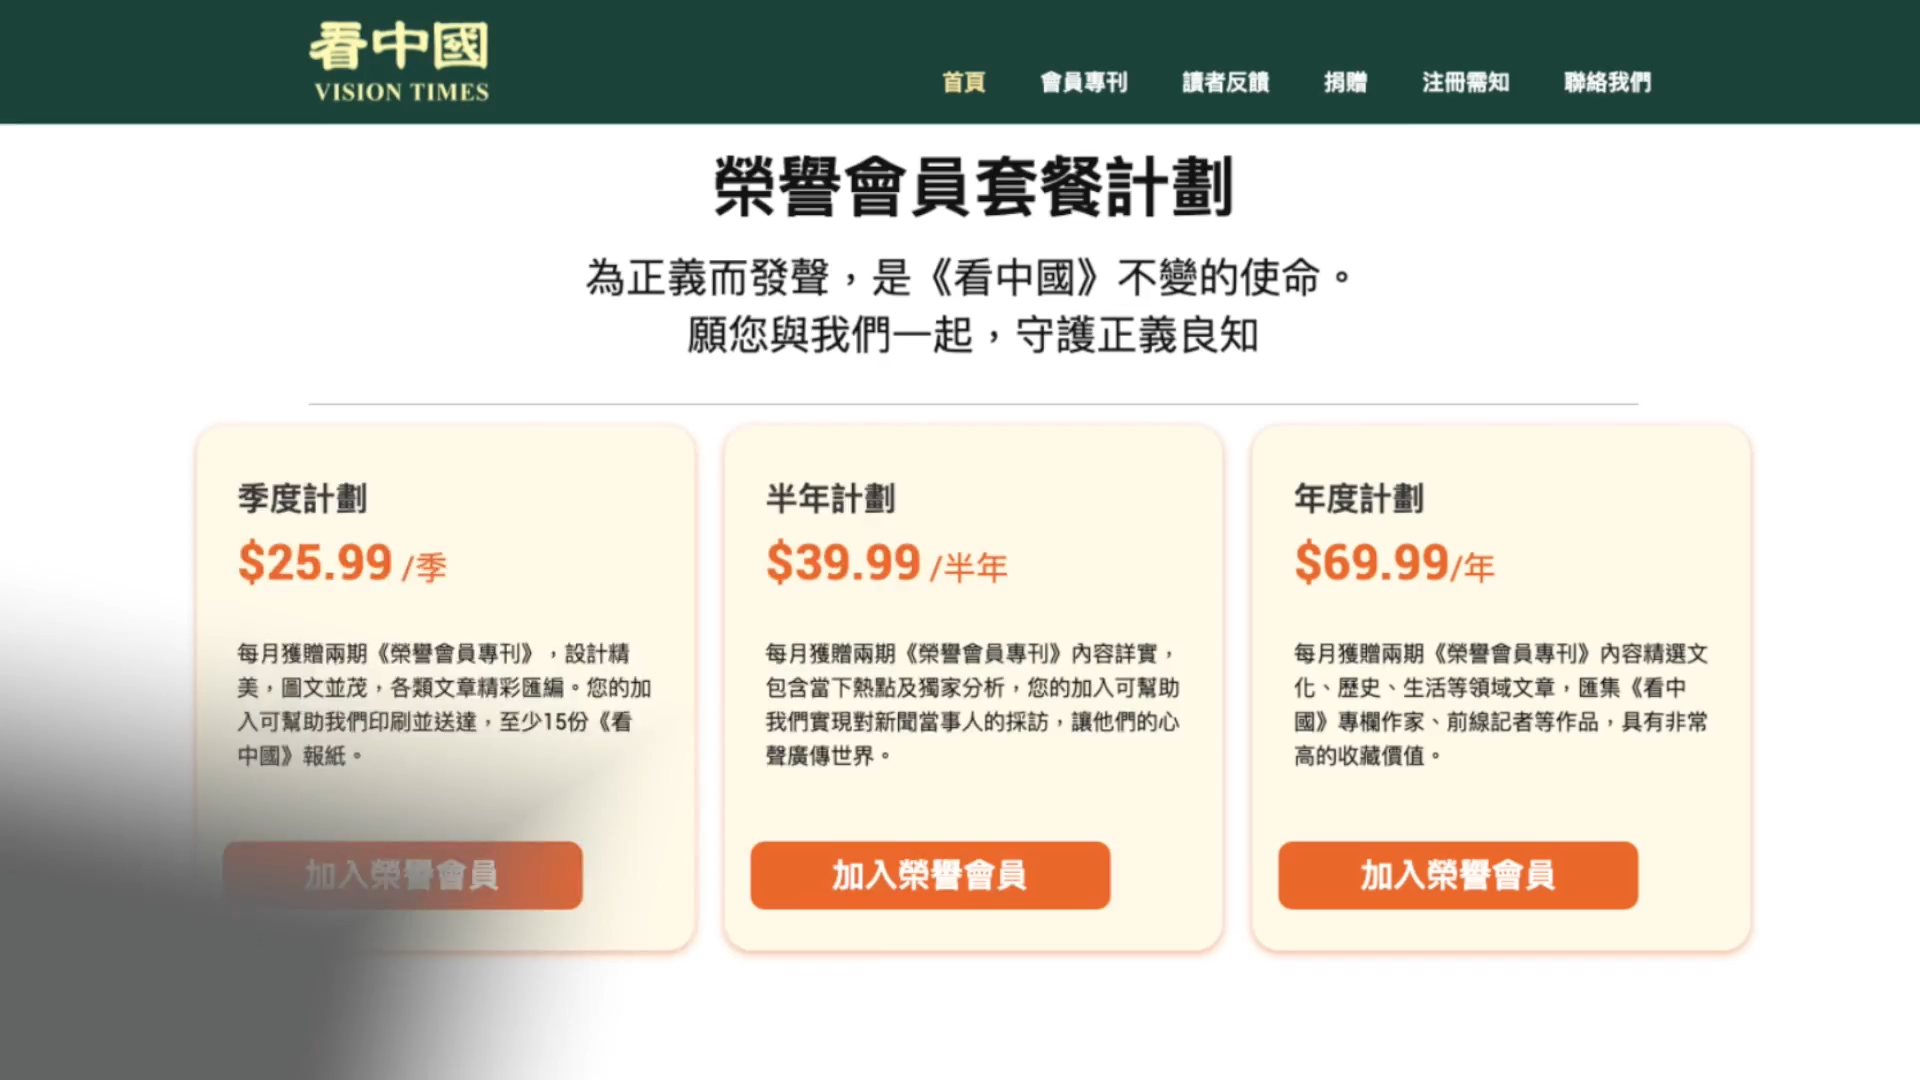 看中國
VISION TIMES
首頁 會員專刊 讀者反饋 捐贈 注冊需知 聯絡我們
榮譽會員套餐計劃
為正義而發聲，是《看中國》不變的使命。
願您與我們一起，守護正義良知
季度計劃
$25.99 /季
每月獲贈兩期《榮譽會員專刊》，設計精
美，圖文並茂，各類文章精彩匯編。您的加
入可幫助我們印刷並送達，至少15份《看
中國》報紙。
加入榮譽會員
半年計劃
$39.99 /半年
每月獲贈兩期《榮譽會員專刊》內容詳實，
包含當下熱點及獨家分析，您的加入可幫助
我們實現對新聞當事人的採訪，讓他們的心
聲廣傳世界。
加入榮譽會員
年度計劃
$69.99/年
每月獲贈兩期《榮譽會員專刊》內容精選文
化、歷史、生活等領域文章，匯集《看中
國》專欄作家、前線記者等作品，具有非常
高的收藏價值。
加入榮譽會員